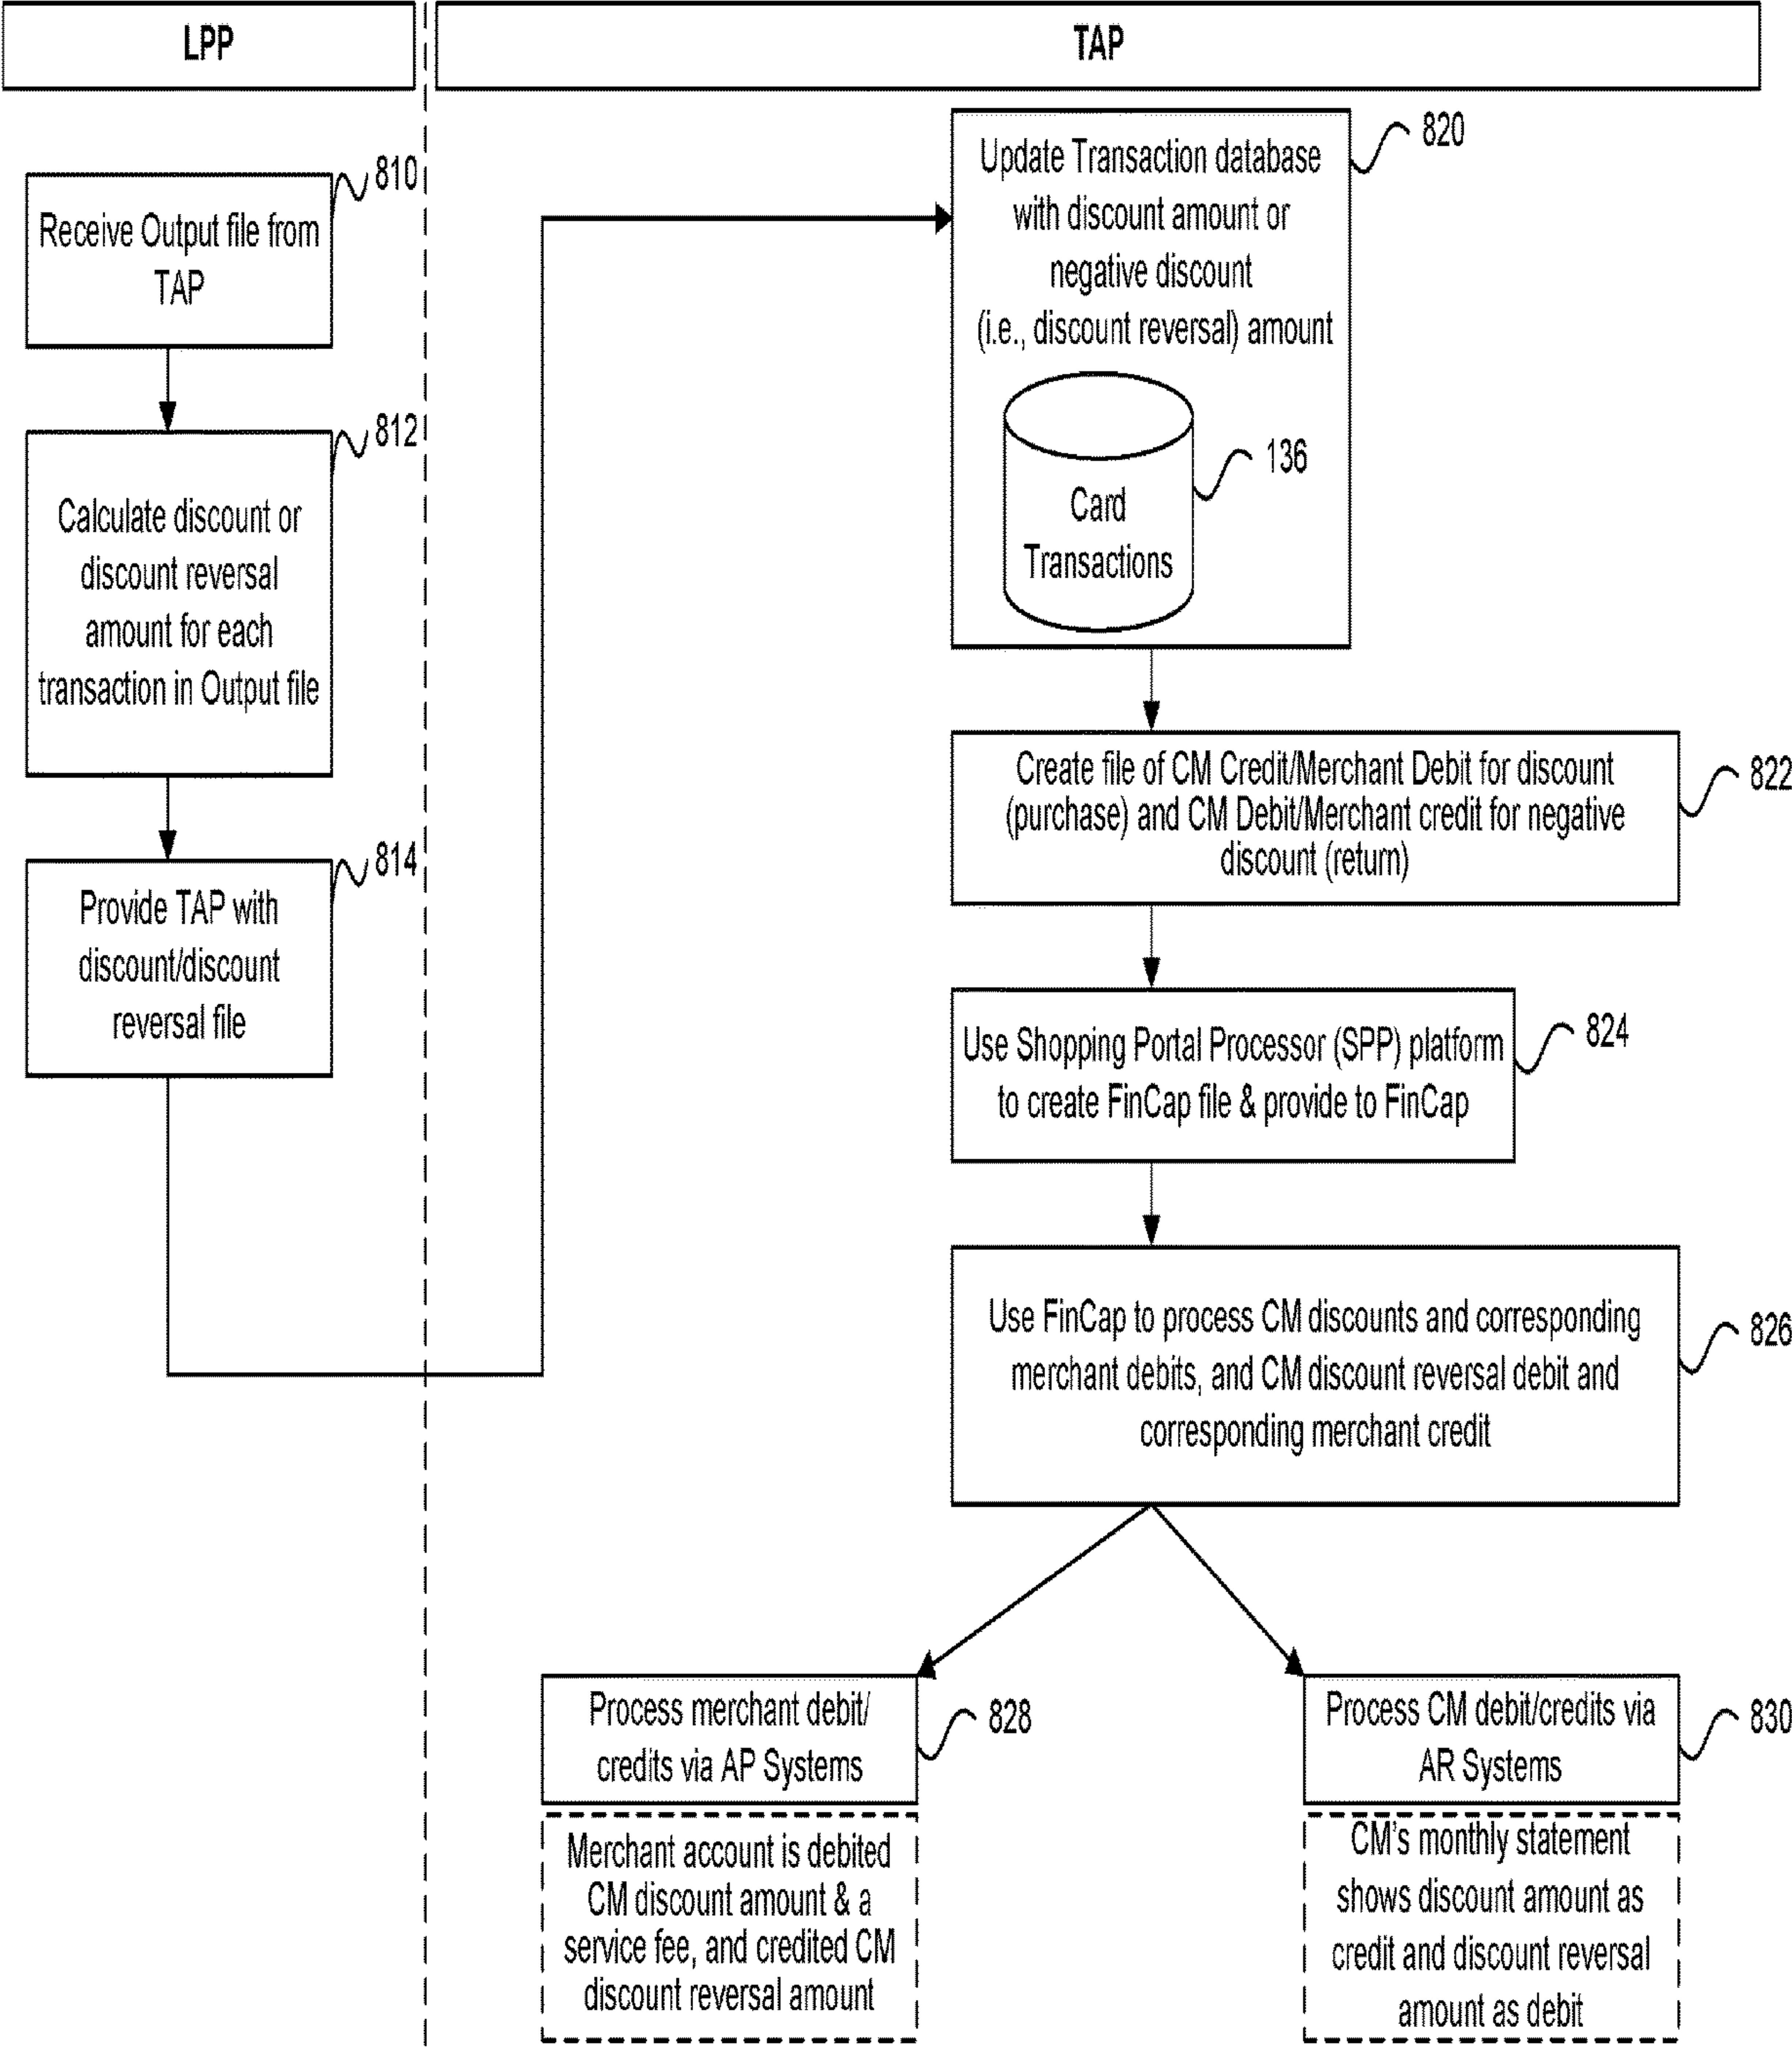 LPP
TAP
810
Receive Output file from
TAP
812
Calculate discount or
discount reversal
amount for each
transaction in Output file
814
Provide TAP with
discount/discount
reversal file
820
Update Transaction database
with discount amount or
negative discount
(i.e., discount reversal) amount
136
Card
Transactions
822
Create file of CM Credit/Merchant Debit for discount
(purchase) and CM Debit/Merchant credit for negative
discount (return)
824
Use Shopping Portal Processor (SPP) platform
to create FinCap file & provide to FinCap
826
Use FinCap to process CM discounts and corresponding
merchant debits, and CM discount reversal debit and
corresponding merchant credit
828
Process merchant debit/
credits via AP Systems
Merchant account is debited
CM discount amount & a
service fee, and credited CM
discount reversal amount
830
Process CM debit/credits via
AR Systems
CM's monthly statement
shows discount amount as
credit and discount reversal
amount as debit